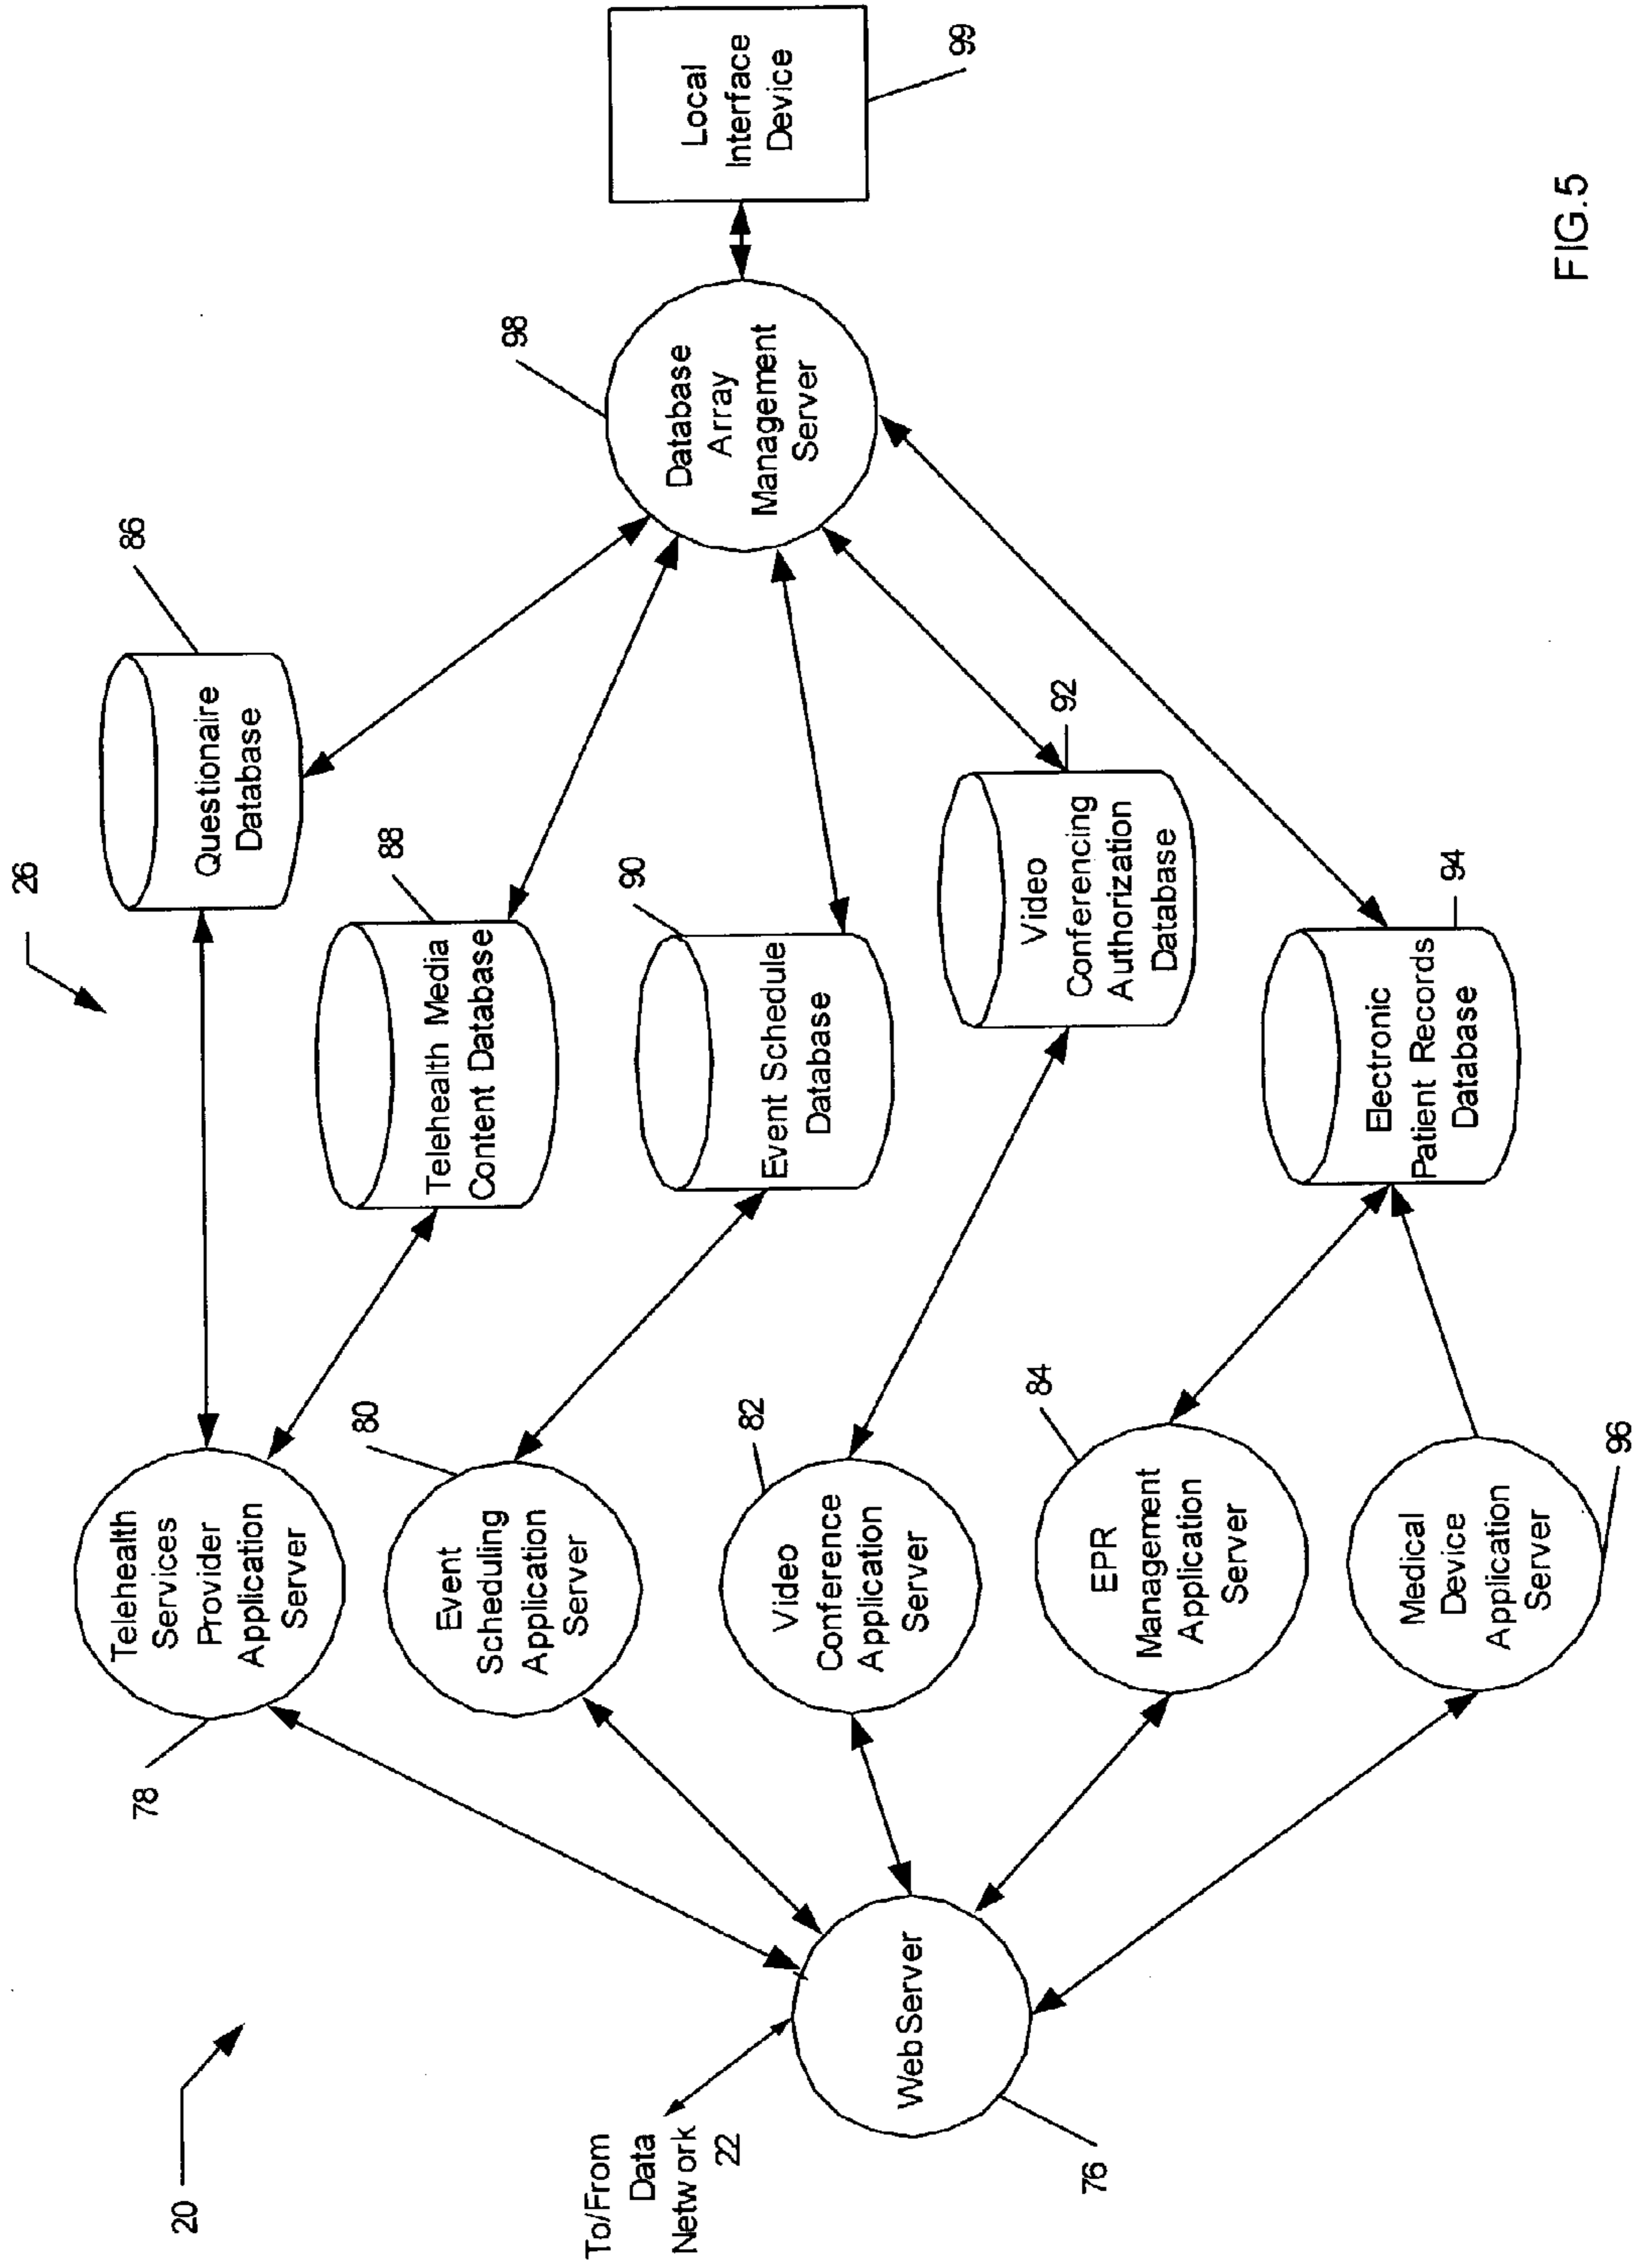 20
26
To/From
Data
Network
22
Web Server
76
78
Telehealth
Services
Provider
Application
Server
80
Event
Scheduling
Application
Server
82
Video
Conference
Application
Server
84
EPR
Management
Application
Server
Medical
Device
Application
Server
96
86
Questionaire
Database
88
Telehealth Media
Content Database
90
Event Schedule
Database
92
Video
Conferencing
Authorization
Database
94
Electronic
Patient Records
Database
98
Database
Array
Management
Server
Local
Interface
Device
99
FIG.5